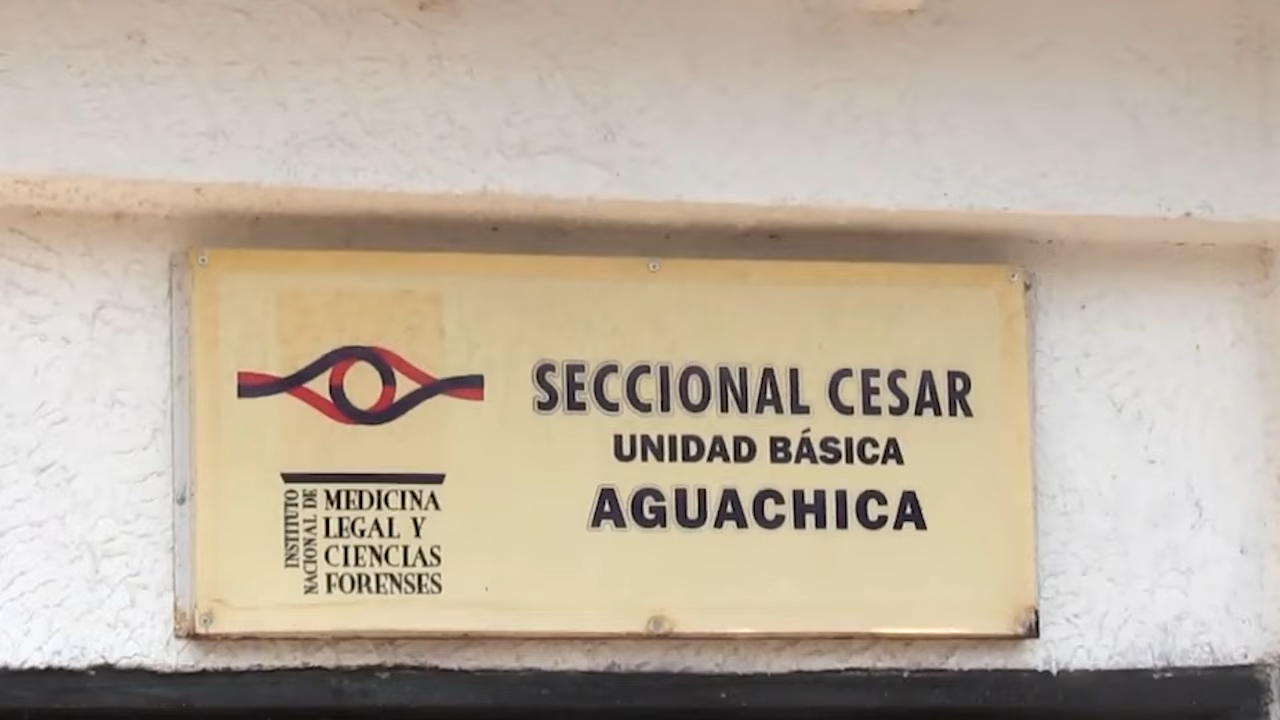 SECCIONAL CESAR
UNIDAD BÁSICA
AGUACHICA
INSTITUTO
NACIONAL DE
MEDICINA
LEGAL Y
CIENCIAS
FORENSES